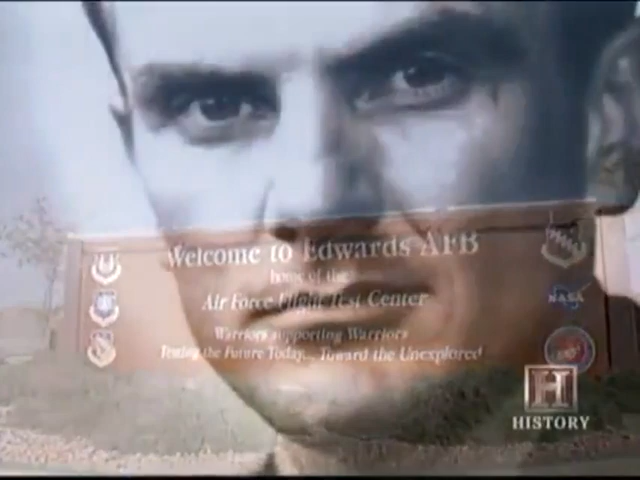 Welcome to Edwards AFB
home of the
Air Force Flight Test Center
Warriors supporting Warriors
Testing the Future Today... Toward the Unexplored
NASA
H
HISTORY